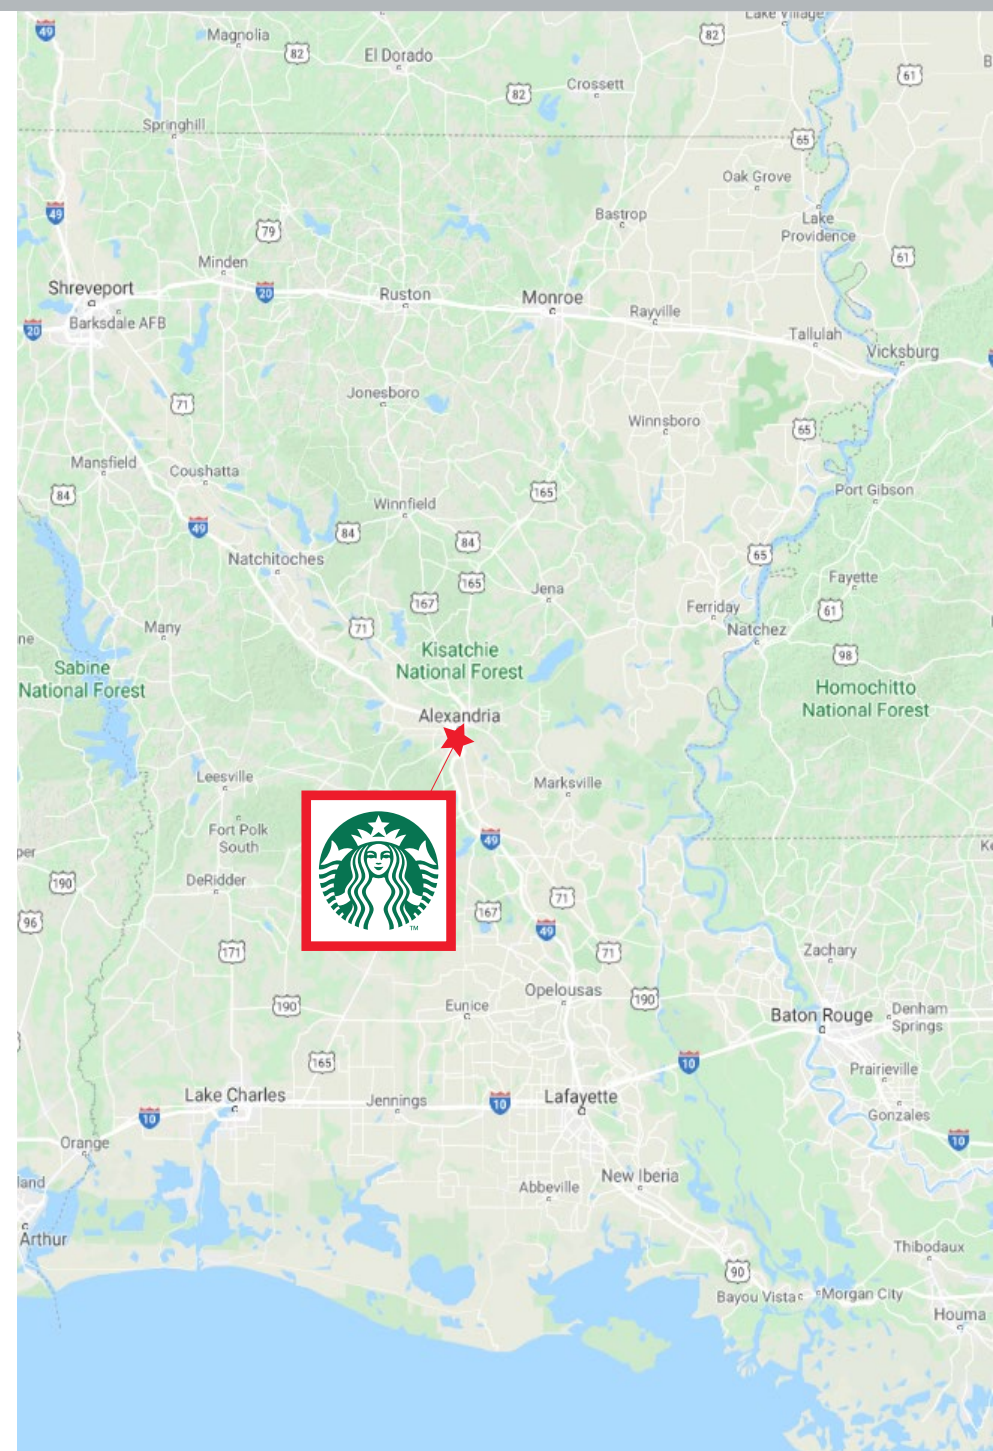 Lake Village
49
Magnolia
82
82
El Dorado
61
Crossett
82
Springhill
65
Oak Grove
49
Bastrop
Lake
Providence
79
61
Minden
Shreveport
20
Ruston
Monroe
Rayville
Barksdale AFB
20
Tallulah
Vicksburg
Jonesboro
71
Winnsboro
65
Mansfield
Coushatta
84
165
Port Gibson
Winnfield
49
84
84
65
Natchitoches
165
Jena
Fayette
167
Ferriday
61
Many
71
Natchez
ne
Kisatchie
National Forest
98
Sabine
National Forest
Homochitto
National Forest
Alexandria
Leesville
Marksville
Fort Polk
South
49
per
190
DeRidder
71
167
96
49
171
71
Zachary
Opelousas
190
190
Eunice
Baton Rouge
Denham
Springs
165
10
Prairieville
Lake Charles
Jennings
10
Lafayette
10
Gonzales
Orange
10
land
New Iberia
Abbeville
Arthur
Thibodaux
90
Bayou Vista
Morgan City
Houma
TM